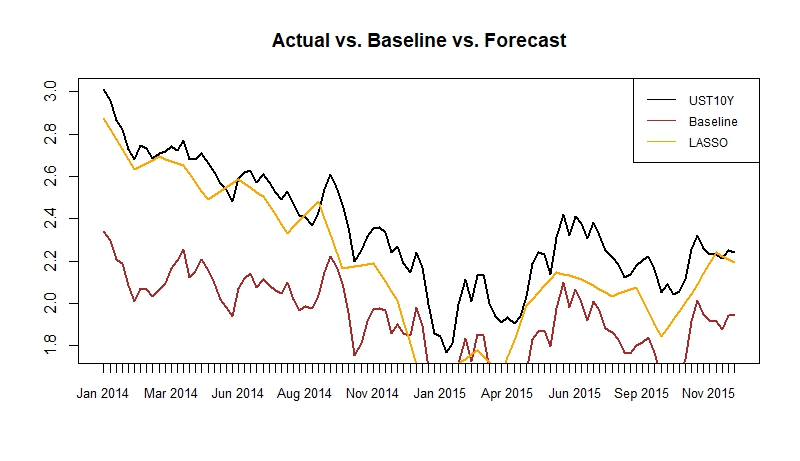 Actual vs. Baseline vs. Forecast
UST10Y
Baseline
LASSO
3.0
2.8
2.6
2.4
2.2
2.0
1.8
Jan 2014 Mar 2014 Jun 2014 Aug 2014 Nov 2014 Jan 2015 Apr 2015 Jun 2015 Sep 2015 Nov 2015